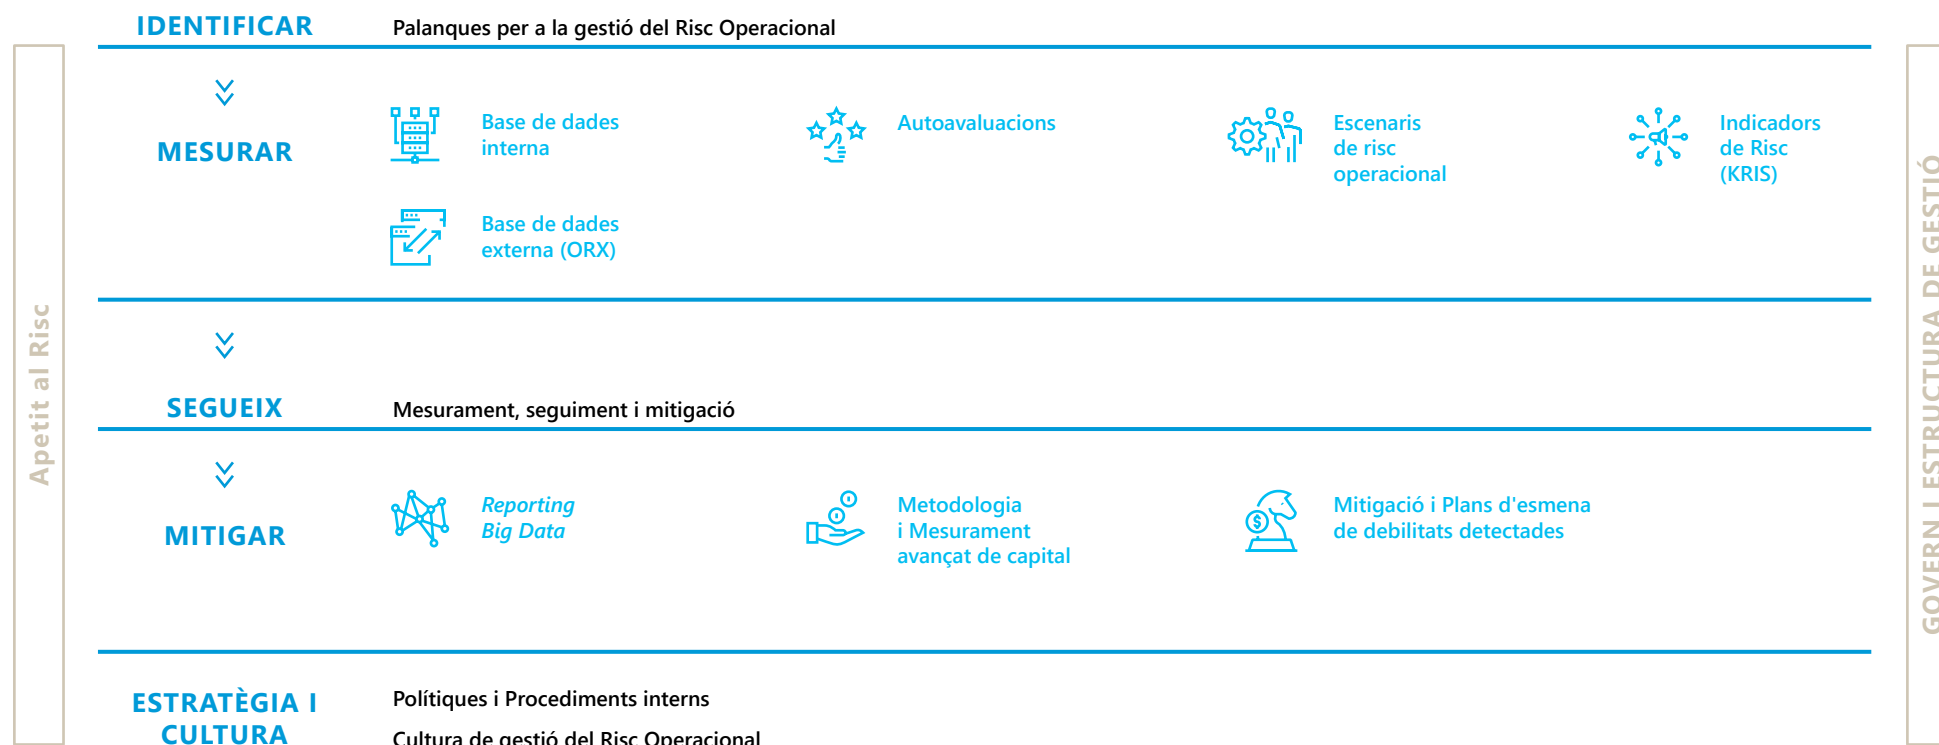 IDENTIFICAR
Palanques per a la gestió del Risc Operacional
MESURAR
Base de dades
interna
Autoavaluacions
Escenaris
de risc
operacional
Indicadors
de Risc
(KRIS)
Base de dades
externa (ORX)
SEGUEIX
Mesurament, seguiment i mitigació
MITIGAR
Reporting
Big Data
Metodologia
i Mesurament
avançat de capital
Mitigació i Plans d'esmena
de debilitats detectades
ESTRATÈGIA I
CULTURA
Polítiques i Procediments interns
Cultura de gestió del Risc Operacional
Apetit al Risc
GOVERN I ESTRUCTURA DE GESTIÓ